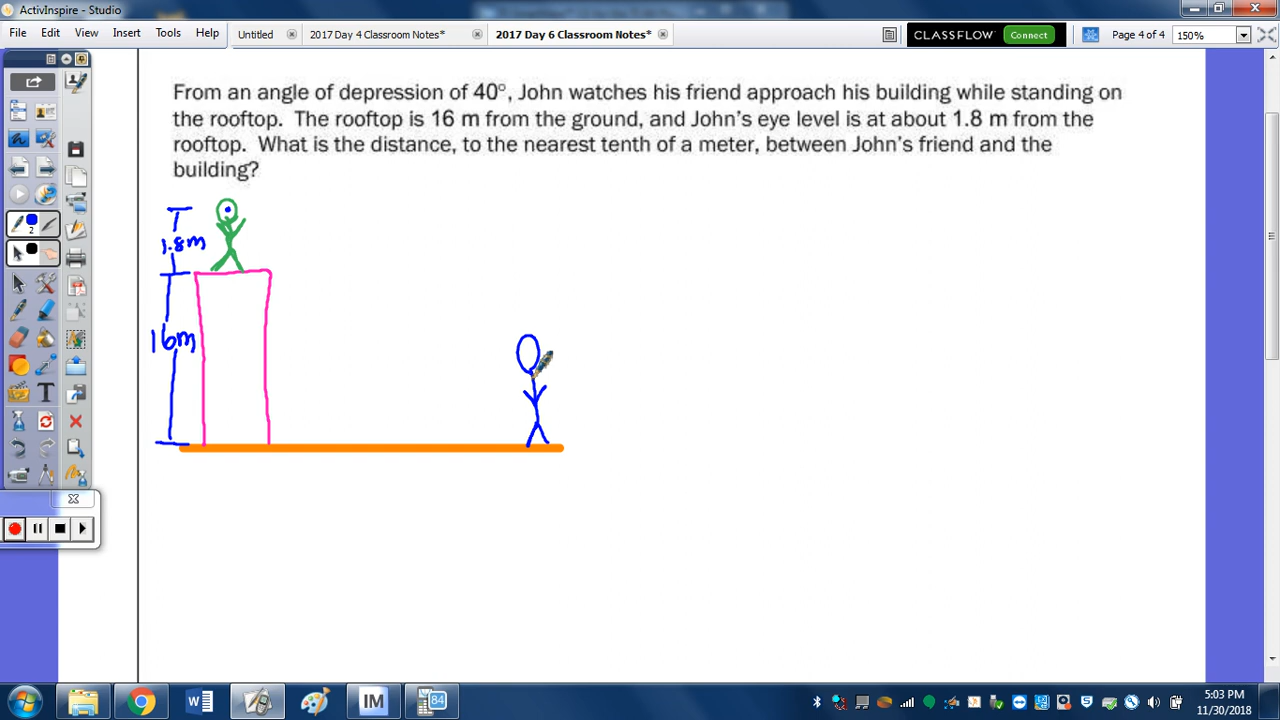 ActivInspire - Studio
File Edit View Insert Tools Help
Untitled
2017 Day 4 Classroom Notes*
2017 Day 6 Classroom Notes*
CLASSFLOW Connect
Page 4 of 4
150%
From an angle of depression of 40°, John watches his friend approach his building while standing on
the rooftop. The rooftop is 16 m from the ground, and John's eye level is at about 1.8 m from the
rooftop. What is the distance, to the nearest tenth of a meter, between John's friend and the
building?
1.8m
16m
2
T
IM
84
5:03 PM
11/30/2018